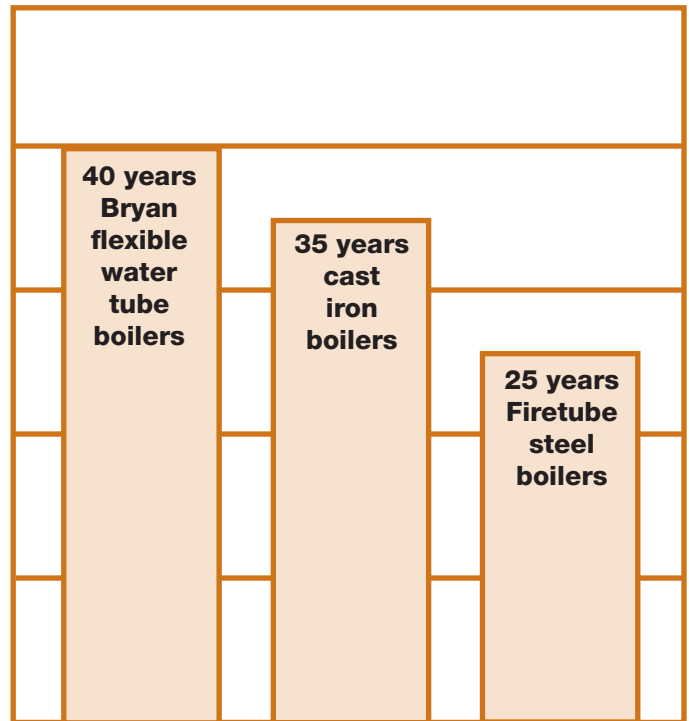 40 years
Bryan
flexible
water
tube
boilers
35 years
cast
iron
boilers
25 years
Firetube
steel
boilers